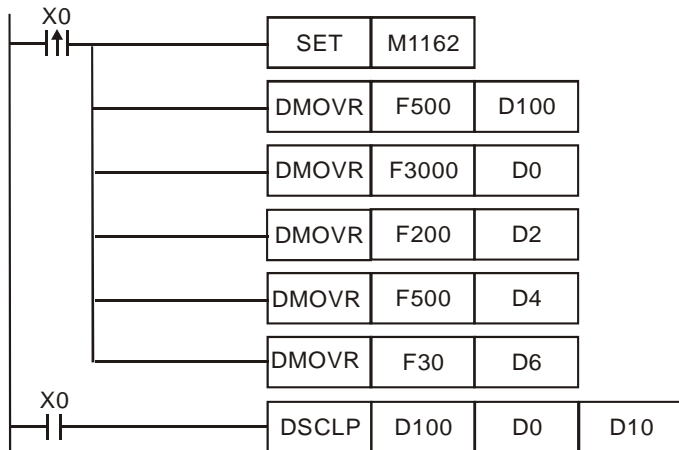 X0
SET M1162
DMOVR F500 D100
DMOVR F3000 D0
DMOVR F200 D2
DMOVR F500 D4
DMOVR F30 D6
X0
DSCLP D100 D0 D10